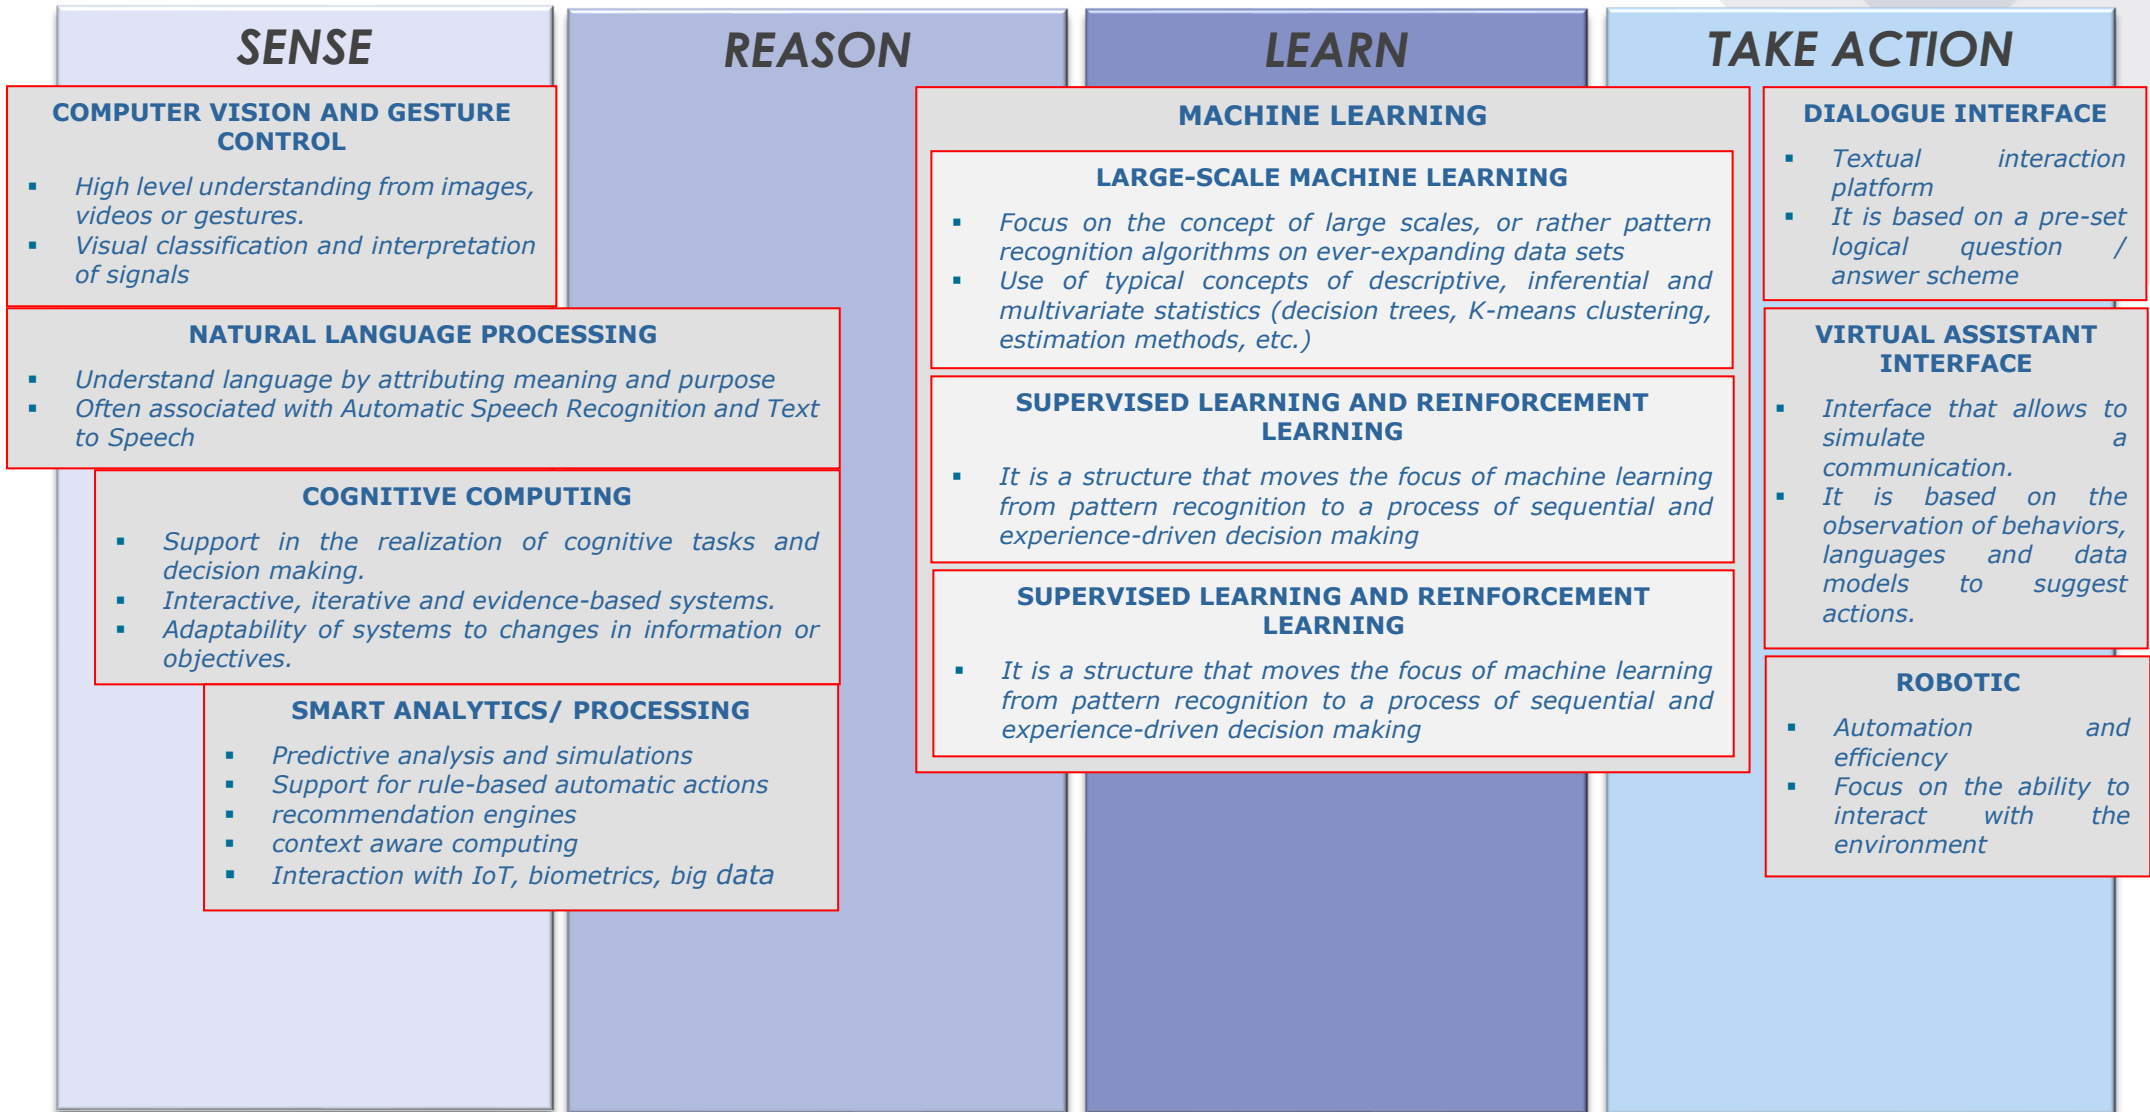 SENSE
REASON
LEARN
TAKE ACTION
COMPUTER VISION AND GESTURE
CONTROL
▪ High level understanding from images,
videos or gestures.
▪ Visual classification and interpretation
of signals
NATURAL LANGUAGE PROCESSING
▪ Understand language by attributing meaning and purpose
▪ Often associated with Automatic Speech Recognition and Text
to Speech
COGNITIVE COMPUTING
▪ Support in the realization of cognitive tasks and
decision making.
▪ Interactive, iterative and evidence-based systems.
▪ Adaptability of systems to changes in information or
objectives.
SMART ANALYTICS/ PROCESSING
▪ Predictive analysis and simulations
▪ Support for rule-based automatic actions
▪ recommendation engines
▪ context aware computing
▪ Interaction with IoT, biometrics, big data
MACHINE LEARNING
LARGE-SCALE MACHINE LEARNING
▪ Focus on the concept of large scales, or rather pattern
recognition algorithms on ever-expanding data sets
▪ Use of typical concepts of descriptive, inferential and
multivariate statistics (decision trees, K-means clustering,
estimation methods, etc.)
SUPERVISED LEARNING AND REINFORCEMENT
LEARNING
▪ It is a structure that moves the focus of machine learning
from pattern recognition to a process of sequential and
experience-driven decision making
SUPERVISED LEARNING AND REINFORCEMENT
LEARNING
▪ It is a structure that moves the focus of machine learning
from pattern recognition to a process of sequential and
experience-driven decision making
DIALOGUE INTERFACE
▪ Textual interaction
platform
▪ It is based on a pre-set
logical question /
answer scheme
VIRTUAL ASSISTANT
INTERFACE
▪ Interface that allows to
simulate a
communication.
▪ It is based on the
observation of behaviors,
languages and data
models to suggest
actions.
ROBOTIC
▪ Automation and
efficiency
▪ Focus on the ability to
interact with the
environment